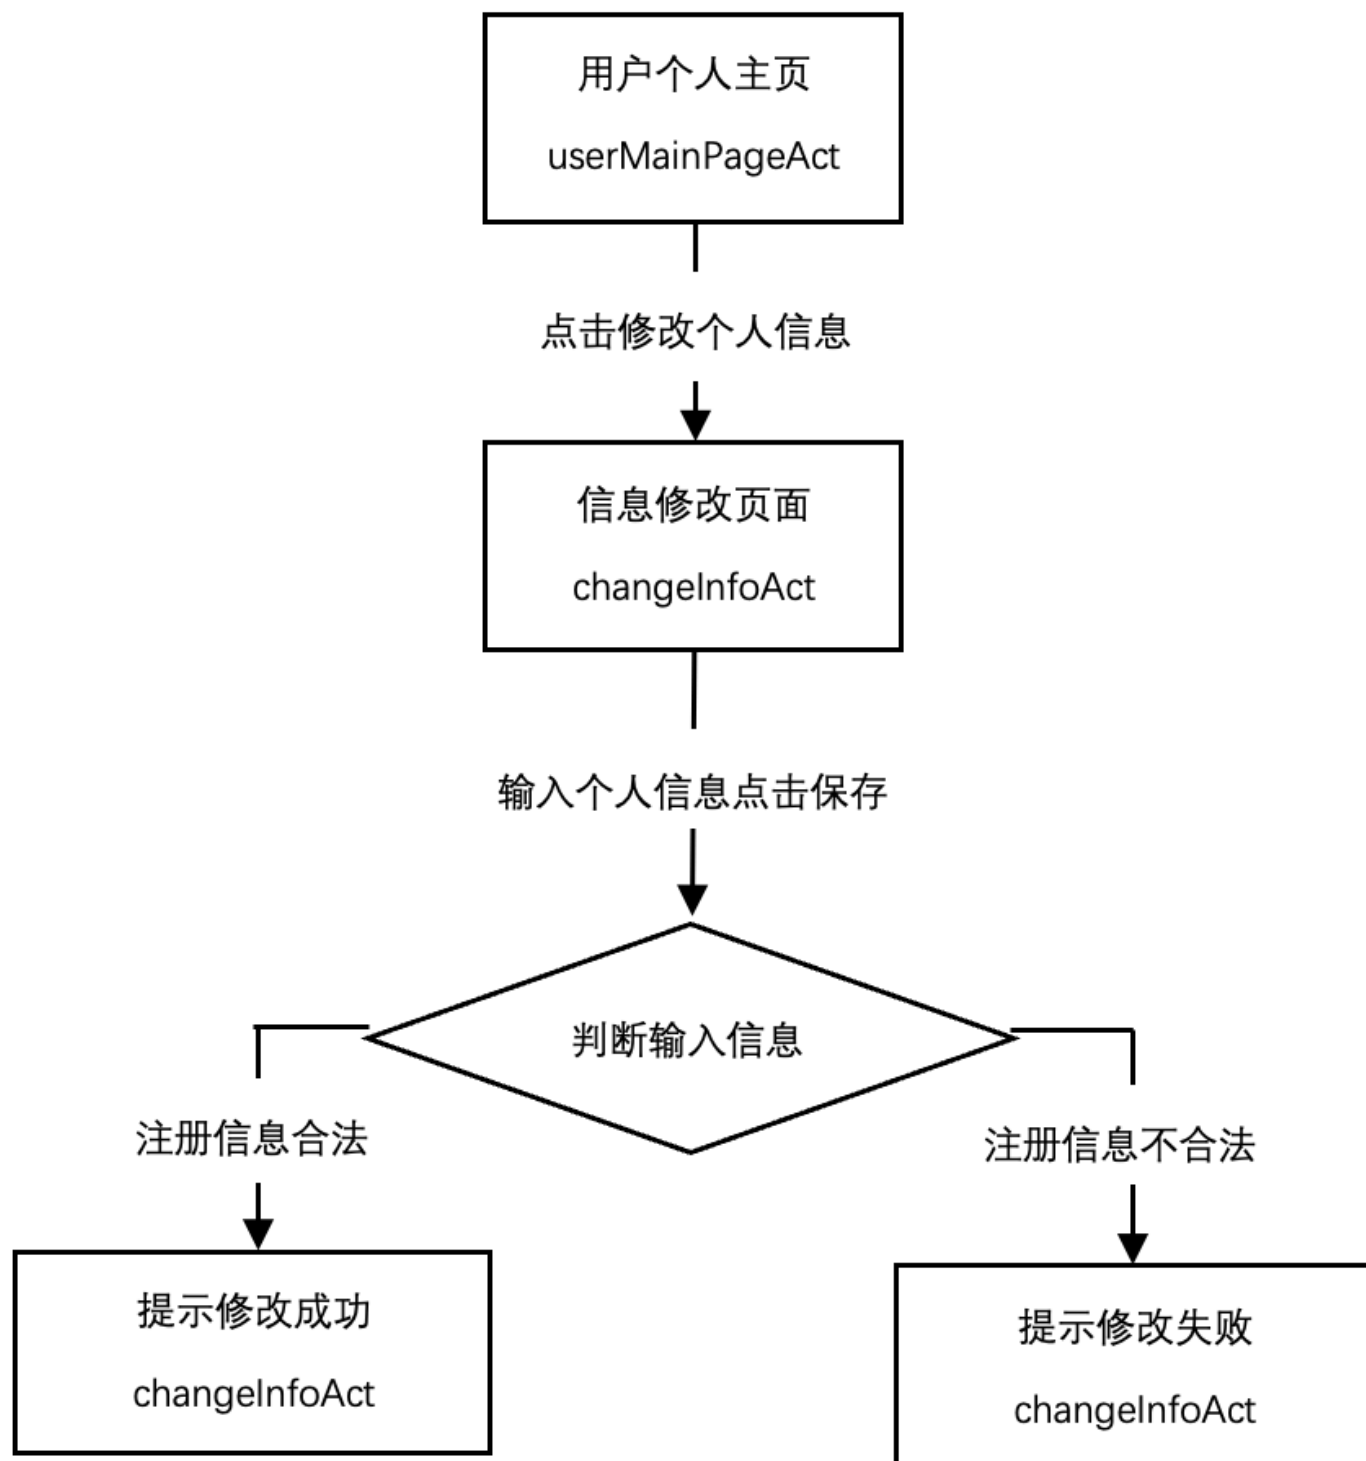 用户个人主页
userMainPageAct
点击修改个人信息
信息修改页面
changeInfoAct
输入个人信息点击保存
判断输入信息
注册信息合法
注册信息不合法
提示修改成功
changeInfoAct
提示修改失败
changeInfoAct